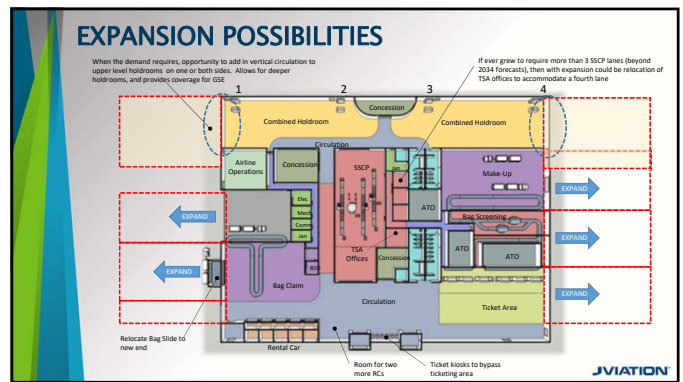 EXPANSION POSSIBILITIES
When the demand requires, opportunity to add in vertical circulation to
upper level holdrooms on one or both sides. Allows for deeper
holdrooms, and provides coverage for GSE
If ever grew to require more than 3 SSCP lanes (beyond
2034 forecasts), then with expansion could be relocation of
TSA offices to accommodate a fourth lane
1
2
3
4
Concession
Combined Holdroom
Combined Holdroom
Circulation
Airline
Operations
Concession
SSCP
Jan
Make-Up
Elec
Mech
Comm
Jan
ATO
EXPAND
EXPAND
Bag Screening
TSA
Offices
ATO
ATO
EXPAND
EXPAND
BSO
Concession
Bag Claim
Circulation
Ticket Area
EXPAND
Relocate Bag Slide to
new end
Rental Car
Room for two
more RCs
Ticket kiosks to bypass
ticketing area
JVIATION